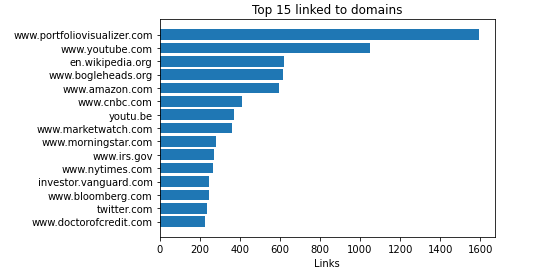 Top 15 linked to domains
www.portfoliovisualizer.com
www.youtube.com
en.wikipedia.org
www.bogleheads.org
www.amazon.com
www.cnbc.com
youtu.be
www.marketwatch.com
www.morningstar.com
www.irs.gov
www.nytimes.com
investor.vanguard.com
www.bloomberg.com
twitter.com
www.doctorofcredit.com
0 200 400 600 800 1000 1200 1400 1600
Links